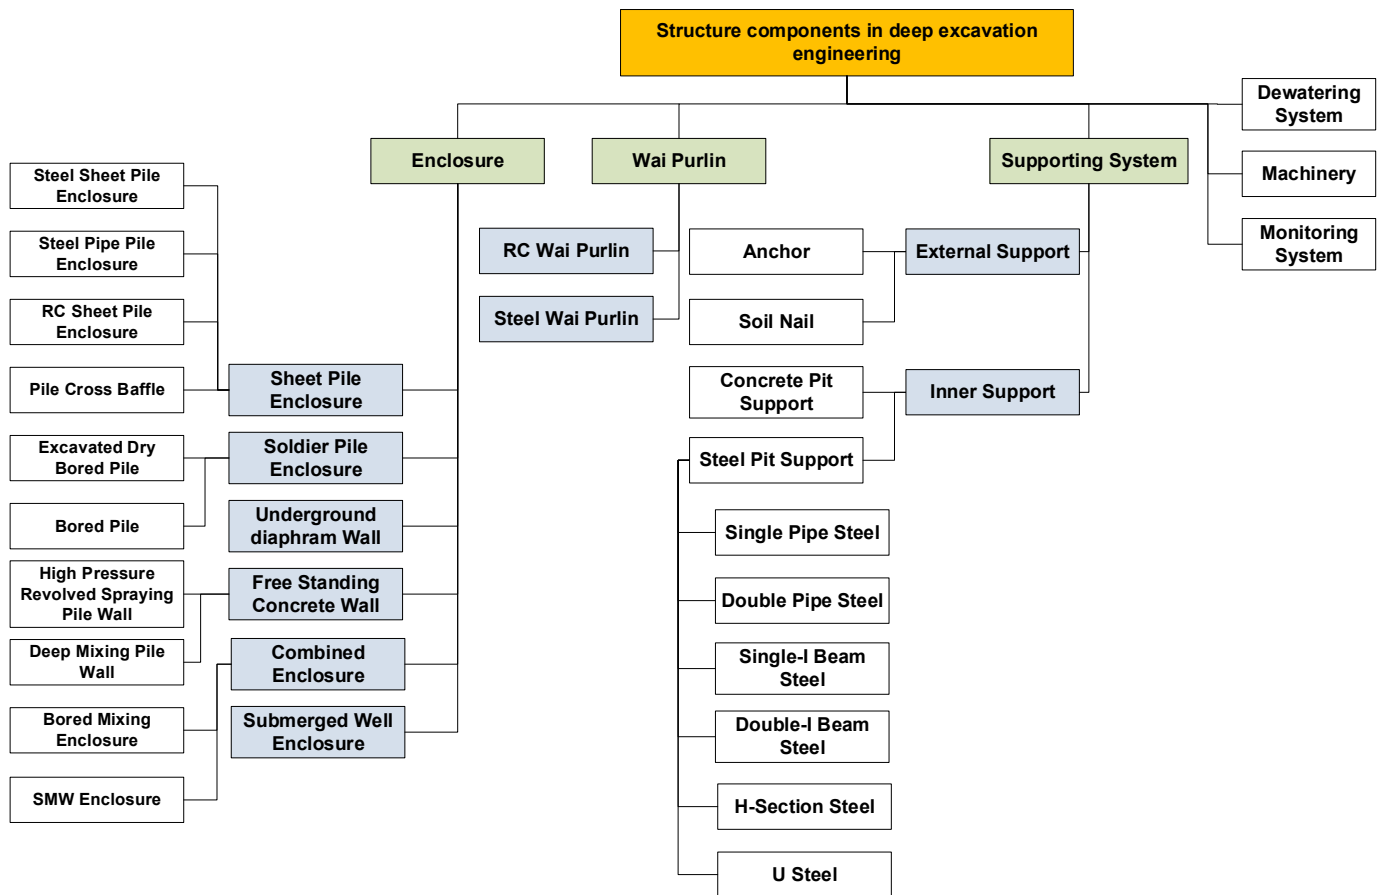 Structure components in deep excavation
engineering
Enclosure
Wai Purlin
Supporting System
Dewatering
System
Machinery
Monitoring
System
Steel Sheet Pile
Enclosure
Steel Pipe Pile
Enclosure
RC Sheet Pile
Enclosure
Pile Cross Baffle
Excavated Dry
Bored Pile
Bored Pile
High Pressure
Revolved Spraying
Pile Wall
Deep Mixing Pile
Wall
Bored Mixing
Enclosure
SMW Enclosure
Sheet Pile
Enclosure
Soldier Pile
Enclosure
Underground
diaphram Wall
Free Standing
Concrete Wall
Combined
Enclosure
Submerged Well
Enclosure
RC Wai Purlin
Steel Wai Purlin
Anchor
Soil Nail
Concrete Pit
Support
Steel Pit Support
External Support
Inner Support
Single Pipe Steel
Double Pipe Steel
Single-I Beam
Steel
Double-I Beam
Steel
H-Section Steel
U Steel